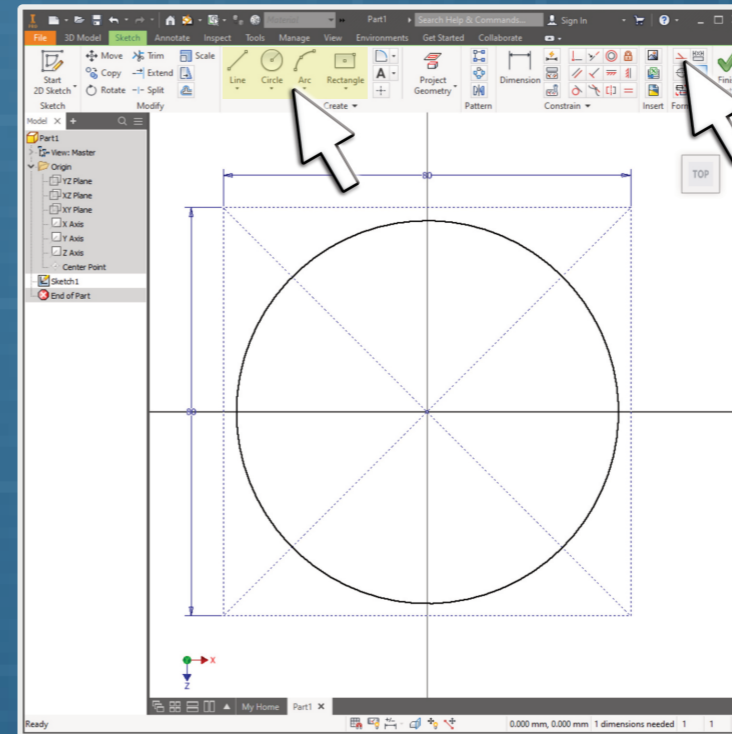 Material
Part1
Search Help & Commands...
Sign In
File 3D Model Sketch Annotate Inspect Tools Manage View Environments Get Started Collaborate
Move Trim Scale
Copy Extend
Rotate Split
Start
2D Sketch
Line Circle Arc Rectangle
Project
Geometry
Dimension
Sketch Modify Create Pattern Constrain Insert
Model
Part1
View: Master
Origin
YZ Plane
XZ Plane
XY Plane
X Axis
Y Axis
Z Axis
Center Point
Sketch1
End of Part
80
TOP
X
Z
My Home Part1
Ready
0.000 mm, 0.000 mm 1 dimensions needed 1 1